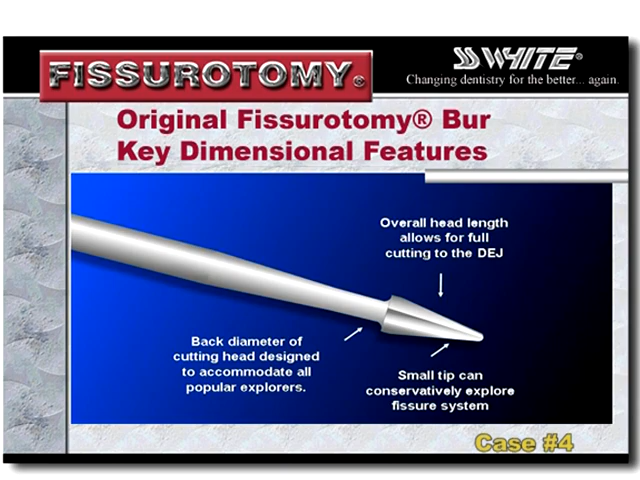 FISSUROTOMY®
SS WHITE®
Changing dentistry for the better... again.
Original Fissurotomy® Bur
Key Dimensional Features
Overall head length
allows for full
cutting to the DEJ
Back diameter of
cutting head designed
to accommodate all
popular explorers.
Small tip can
conservatively explore
fissure system
Case #4